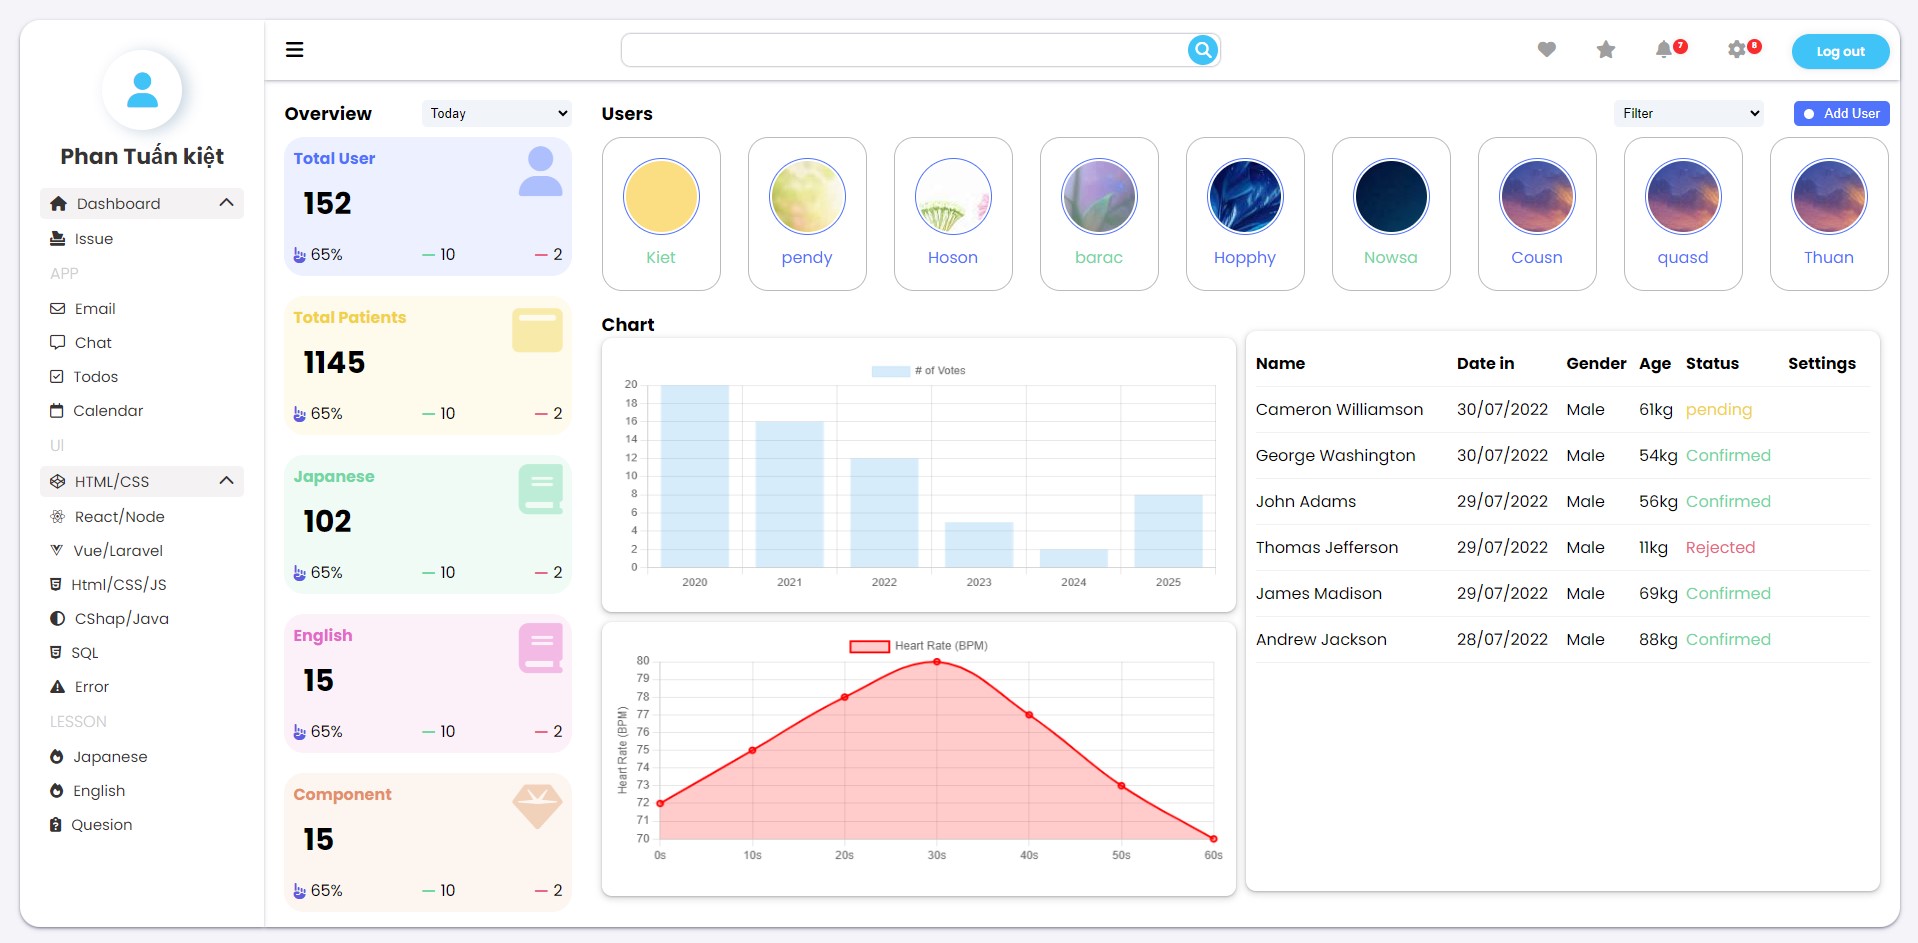 Phan Tuấn kiệt
Dashboard
Issue
APP
Email
Chat
Todos
Calendar
UI
HTML/CSS
React/Node
Vue/Laravel
Html/CSS/JS
CShap/Java
SQL
Error
LESSON
Japanese
English
Quesion
7
8
Log out
Overview
Today
Total User
152
65% 10 2
Total Patients
1145
65% 10 2
Japanese
102
65% 10 2
English
15
65% 10 2
Component
15
65% 10 2
Users
Filter
Add User
Kiet
pendy
Hoson
barac
Hopphy
Nowsa
Cousn
quasd
Thuan
Chart
# of Votes
20
18
16
14
12
10
8
6
4
2
0
2020 2021 2022 2023 2024 2025
Heart Rate (BPM)
Heart Rate (BPM)
80
79
78
77
76
75
74
73
72
71
70
0s 10s 20s 30s 40s 50s 60s
Name Date in Gender Age Status Settings
Cameron Williamson 30/07/2022 Male 61kg pending
George Washington 30/07/2022 Male 54kg Confirmed
John Adams 29/07/2022 Male 56kg Confirmed
Thomas Jefferson 29/07/2022 Male 11kg Rejected
James Madison 29/07/2022 Male 69kg Confirmed
Andrew Jackson 28/07/2022 Male 88kg Confirmed